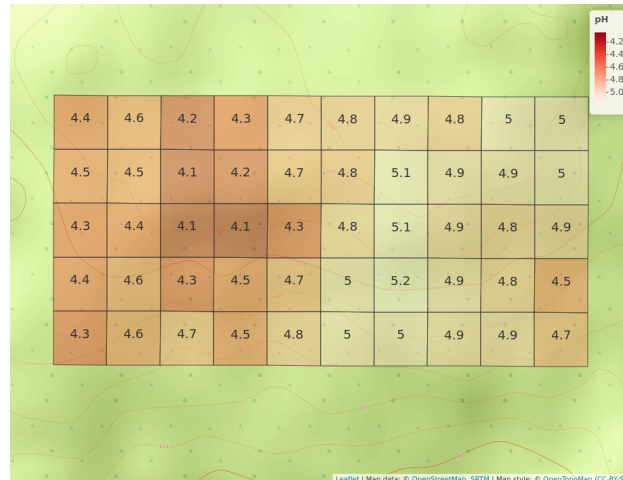 pH
4.2
4.4
4.6
4.8
5.0
4.4 4.6 4.2 4.3 4.7 4.8 4.9 4.8 5 5
4.5 4.5 4.1 4.2 4.7 4.8 5.1 4.9 4.9 5
4.3 4.4 4.1 4.1 4.3 4.8 5.1 4.9 4.8 4.9
4.4 4.6 4.3 4.5 4.7 5 5.2 4.9 4.8 4.5
4.3 4.6 4.7 4.5 4.8 5 5 4.9 4.9 4.7
Leaflet | Map data: © OpenStreetMap, SRTM | Map style: © OpenTopoMap (CC-BY-S